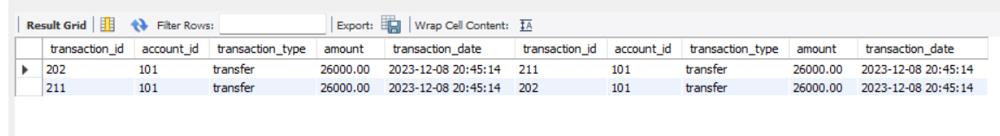 Result Grid Filter Rows: Export: Wrap Cell Content: IA
transaction_id account_id transaction_type amount transaction_date transaction_id account_id transaction_type amount transaction_date
202 101 transfer 26000.00 2023-12-08 20:45:14 211 101 transfer 26000.00 2023-12-08 20:45:14
211 101 transfer 26000.00 2023-12-08 20:45:14 202 101 transfer 26000.00 2023-12-08 20:45:14